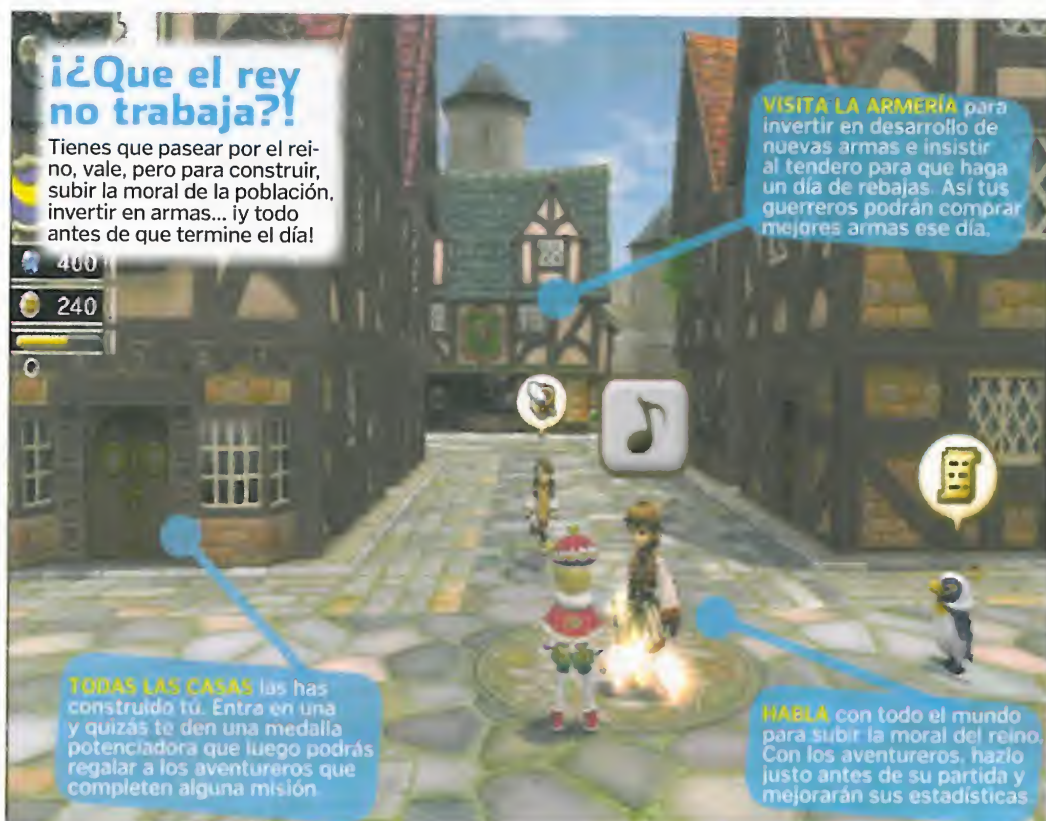 ¡¿Que el rey
no trabaja?!
Tienes que pasear por el rei-
no, vale, pero para construir,
subir la moral de la población,
invertir en armas... ¡y todo
antes de que termine el día!
400
240
VISITA LA ARMERÍA para
invertir en desarrollo de
nuevas armas e insistir
al tendero para que haga
un día de rebajas. Así tus
guerreros podrán comprar
mejores armas ese día.
TODAS LAS CASAS las has
construido tú. Entra en una
y quizás te den una medalla
potenciadora que luego podrás
regalar a los aventureros que
completen alguna misión.
HABLA con todo el mundo
para subir la moral del reino.
Con los aventureros, hazlo
justo antes de su partida y
mejorarán sus estadísticas.